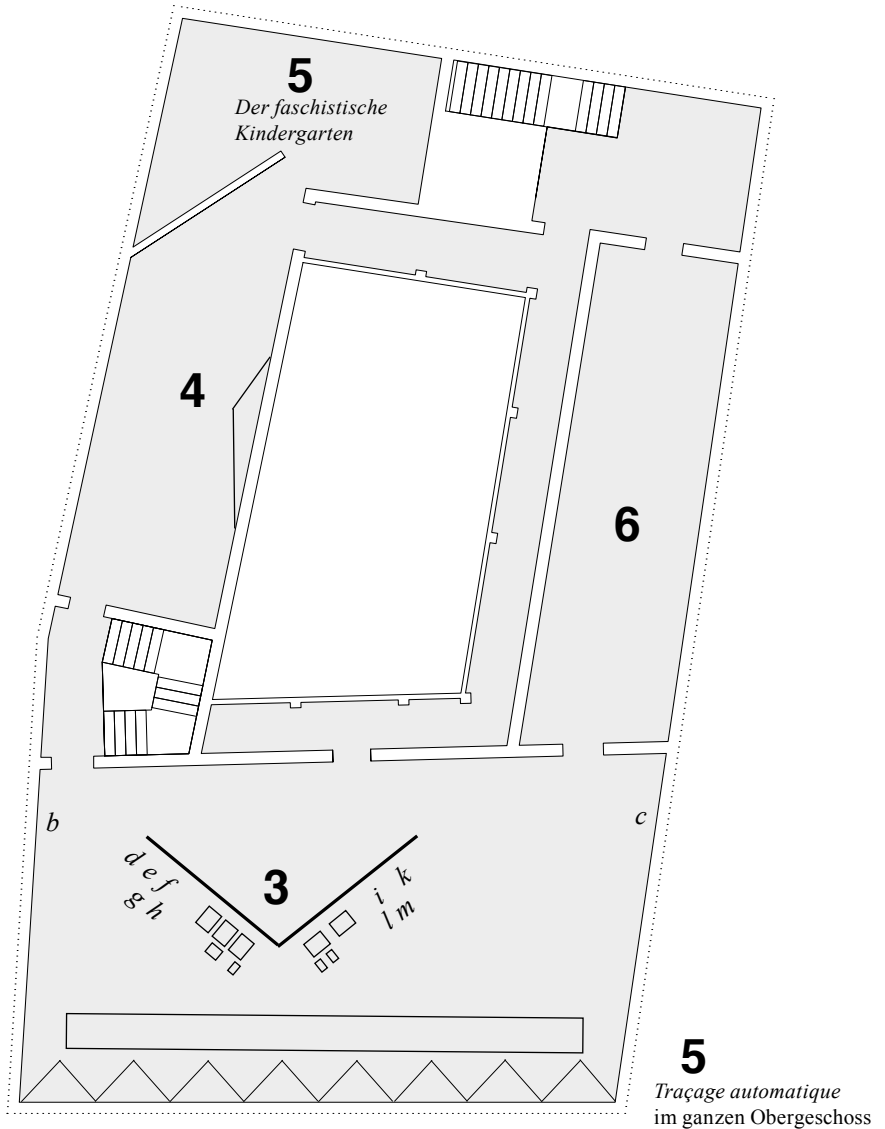 5
Der faschistische
Kindergarten
4
6
b
c
3
d e f
g h
i k
l m
5
Traçage automatique
im ganzen Obergeschoss